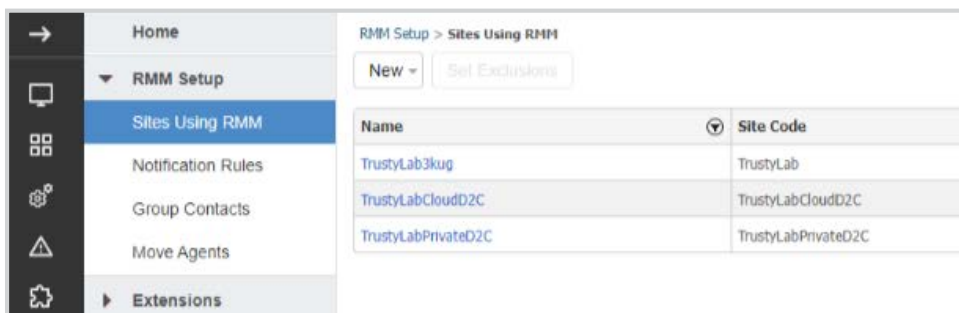 Home
RMM Setup
Sites Using RMM
Notification Rules
Group Contacts
Move Agents
Extensions
RMM Setup > Sites Using RMM
New Set Exclusions
Name Site Code
TrustyLab3kug TrustyLab
TrustyLabCloudD2C TrustyLabCloudD2C
TrustyLabPrivateD2C TrustyLabPrivateD2C